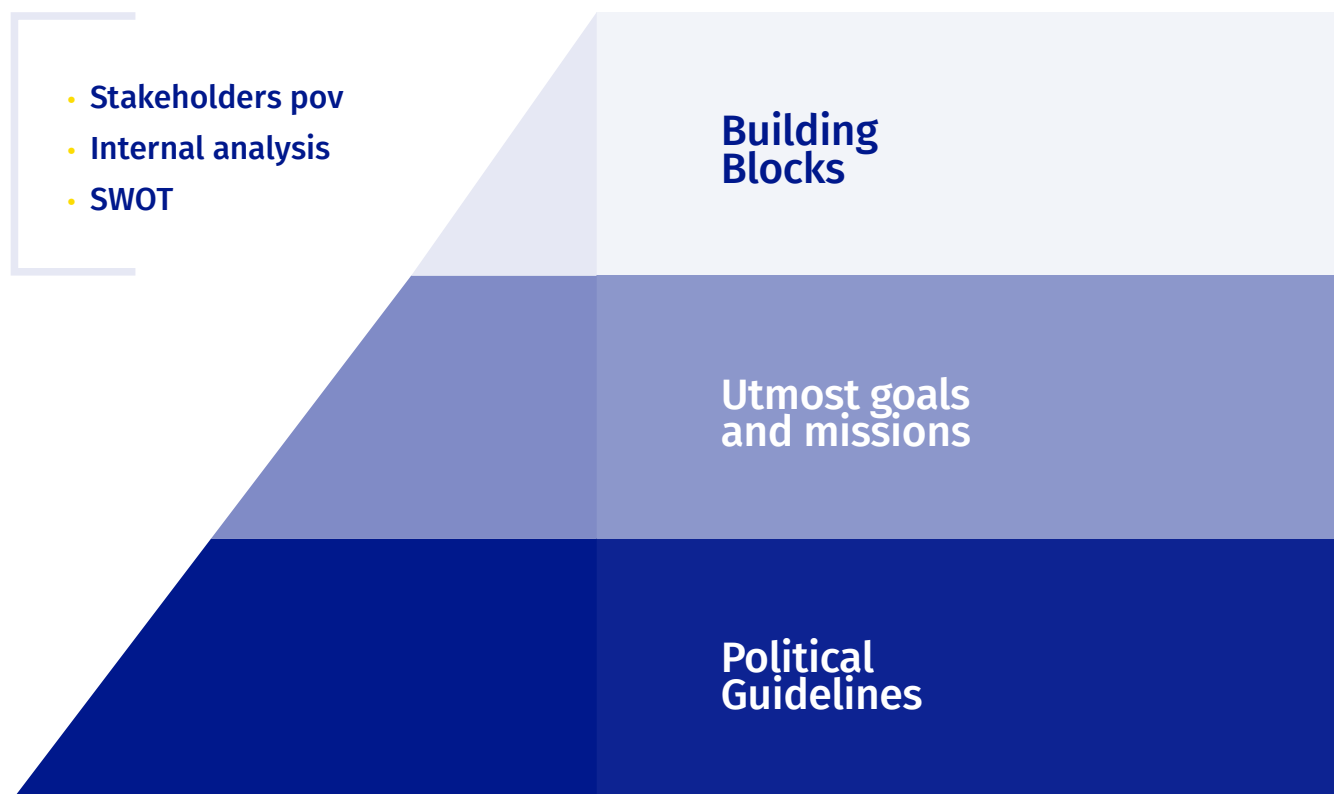 Stakeholders pov
Internal analysis
SWOT
Building
Blocks
Utmost goals
and missions
Political
Guidelines